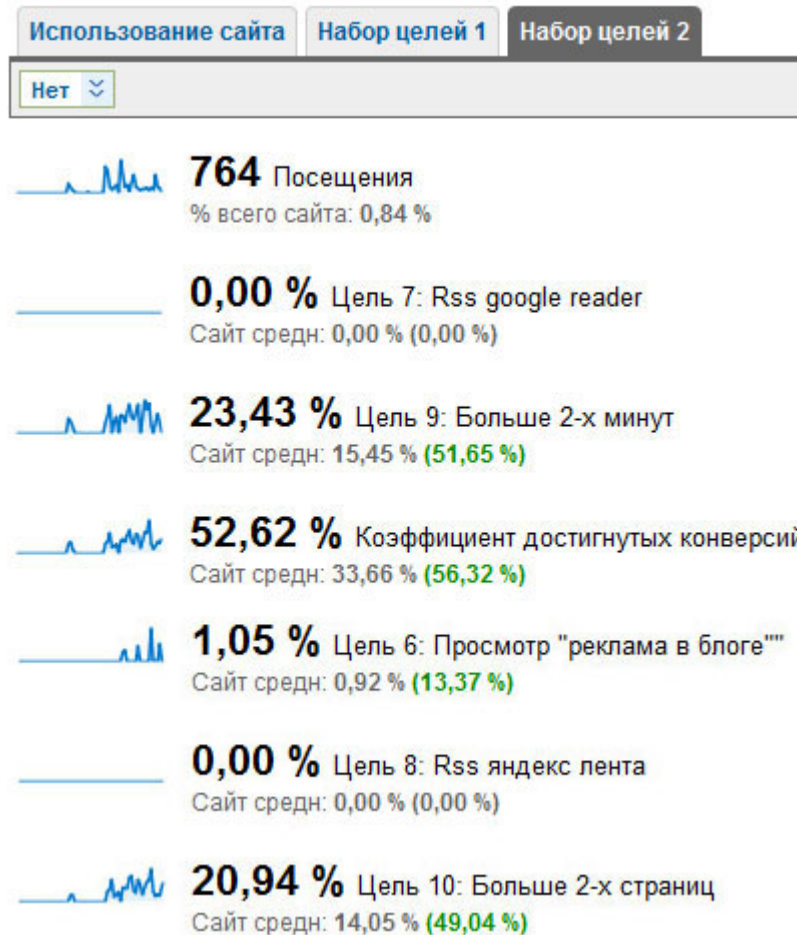 Использование сайта Набор целей 1 Набор целей 2
Нет
764 Посещения
% всего сайта: 0,84 %
0,00 % Цель 7: Rss google reader
Сайт средн: 0,00 % (0,00 %)
23,43 % Цель 9: Больше 2-х минут
Сайт средн: 15,45 % (51,65 %)
52,62 % Коэффициент достигнутых конверсий
Сайт средн: 33,66 % (56,32 %)
1,05 % Цель 6: Просмотр "реклама в блоге""
Сайт средн: 0,92 % (13,37 %)
0,00 % Цель 8: Rss яндекс лента
Сайт средн: 0,00 % (0,00 %)
20,94 % Цель 10: Больше 2-х страниц
Сайт средн: 14,05 % (49,04 %)